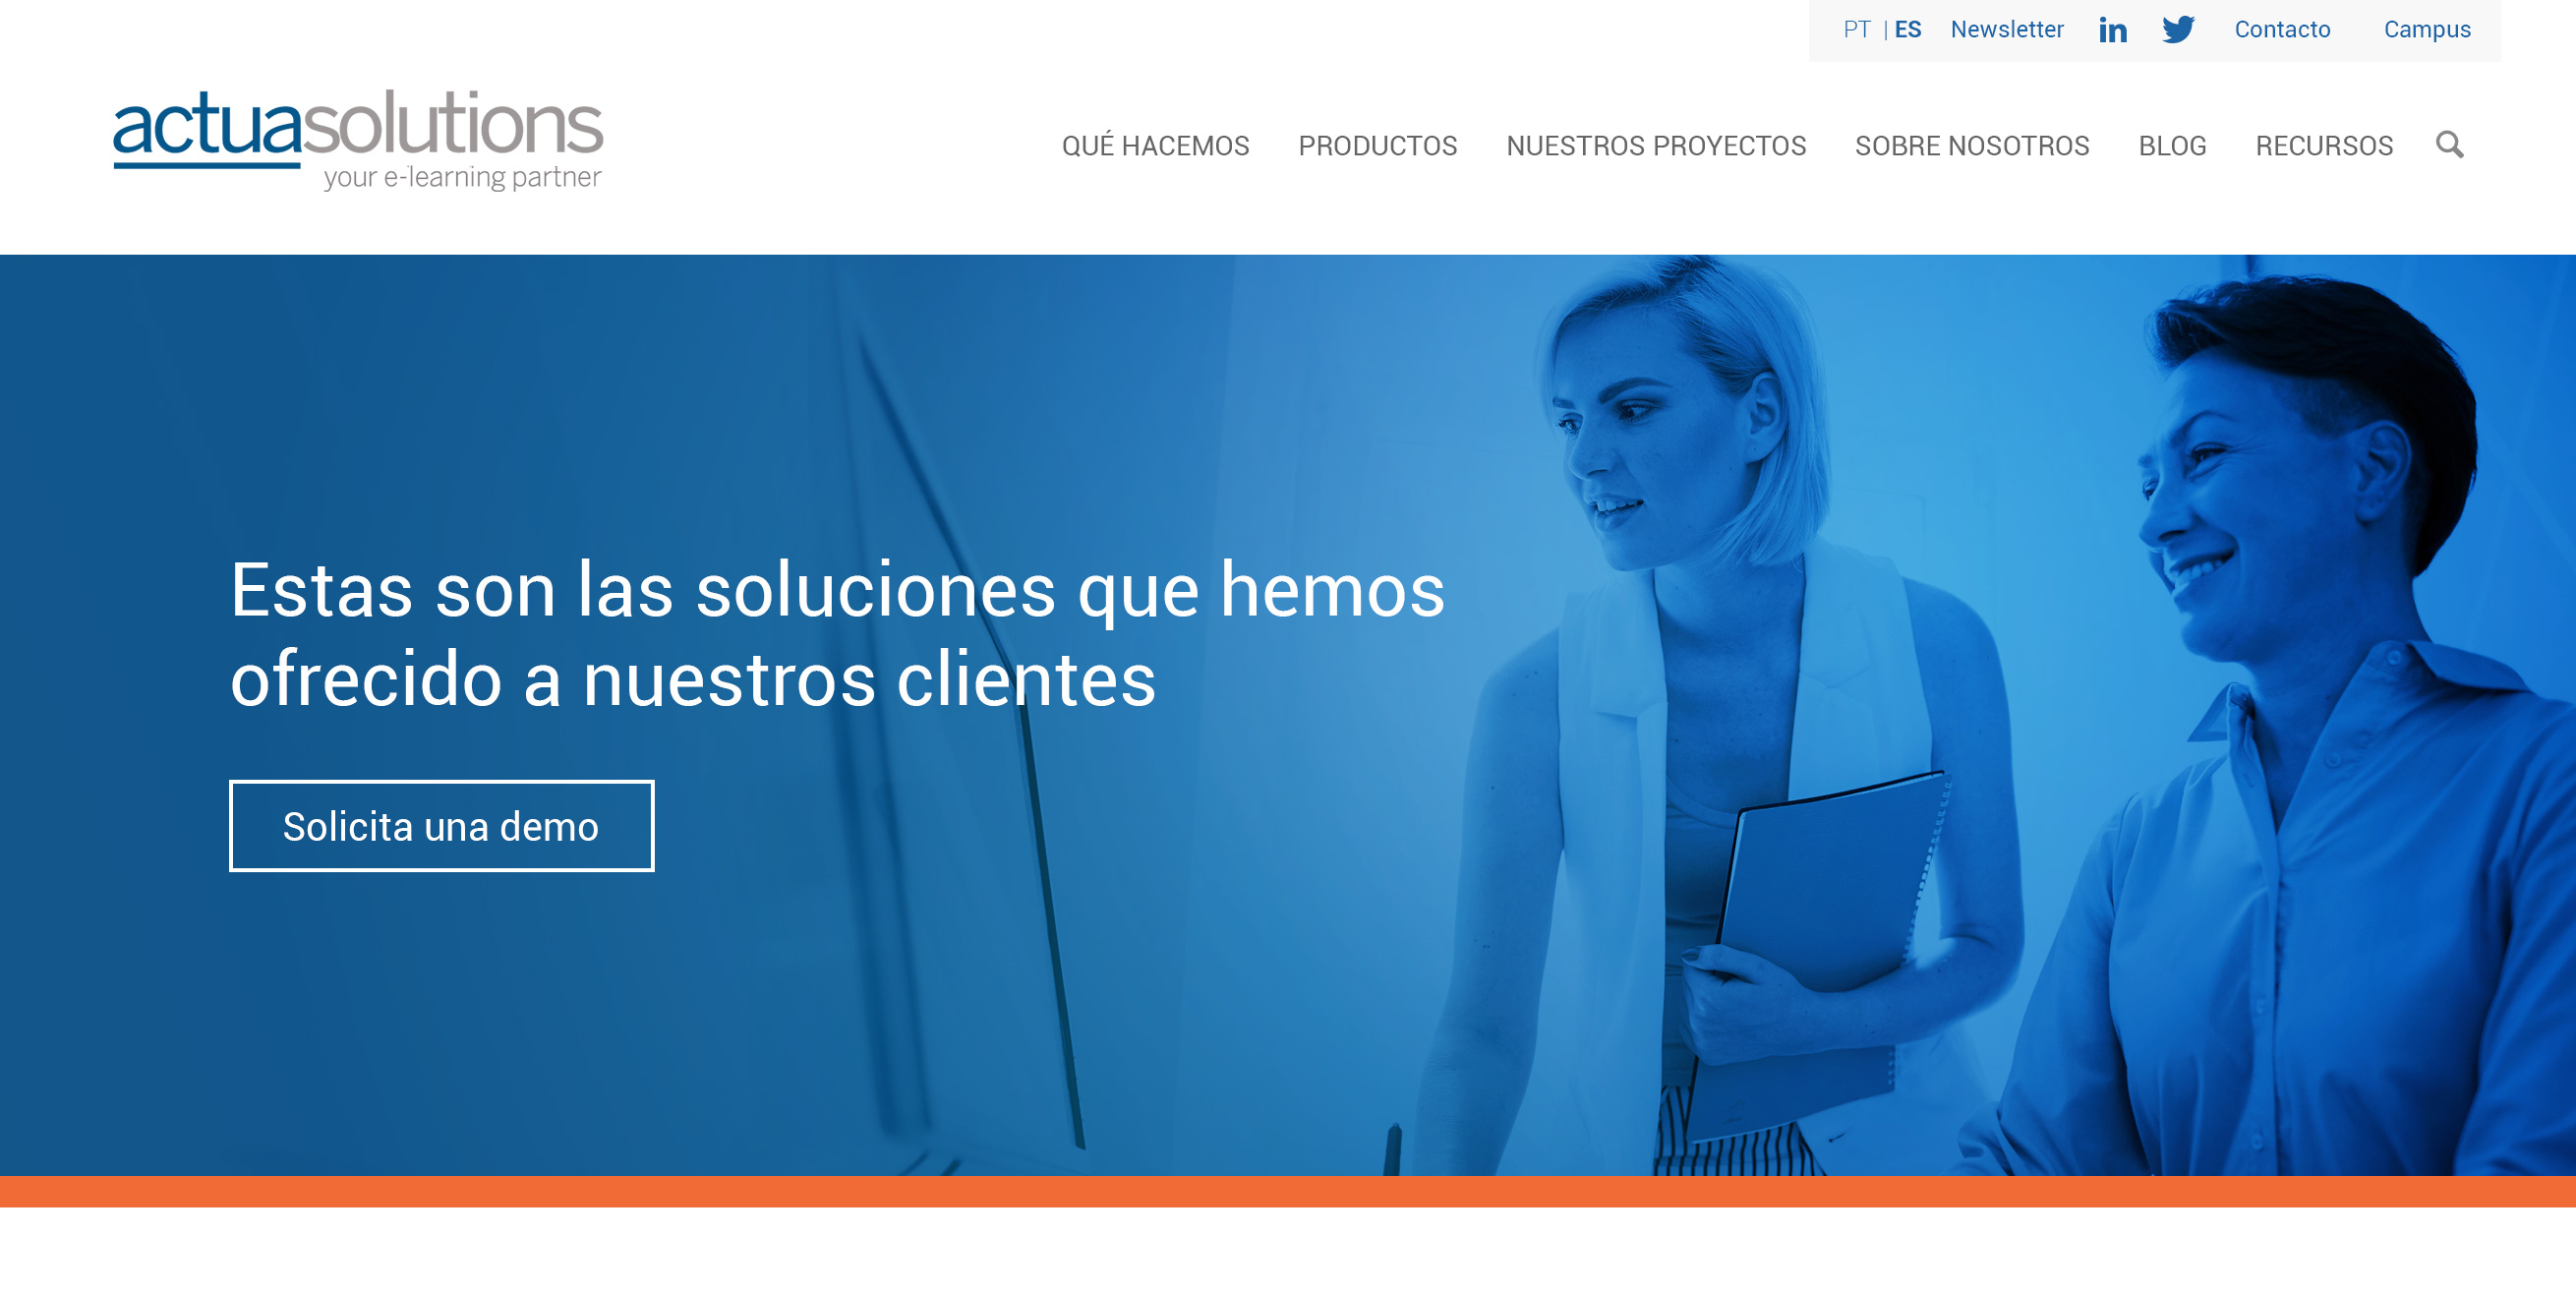 PT | ES Newsletter in Contacto Campus
actuasolutions
your e-learning partner
QUÉ HACEMOS PRODUCTOS NUESTROS PROYECTOS SOBRE NOSOTROS BLOG RECURSOS
Estas son las soluciones que hemos
ofrecido a nuestros clientes
Solicita una demo